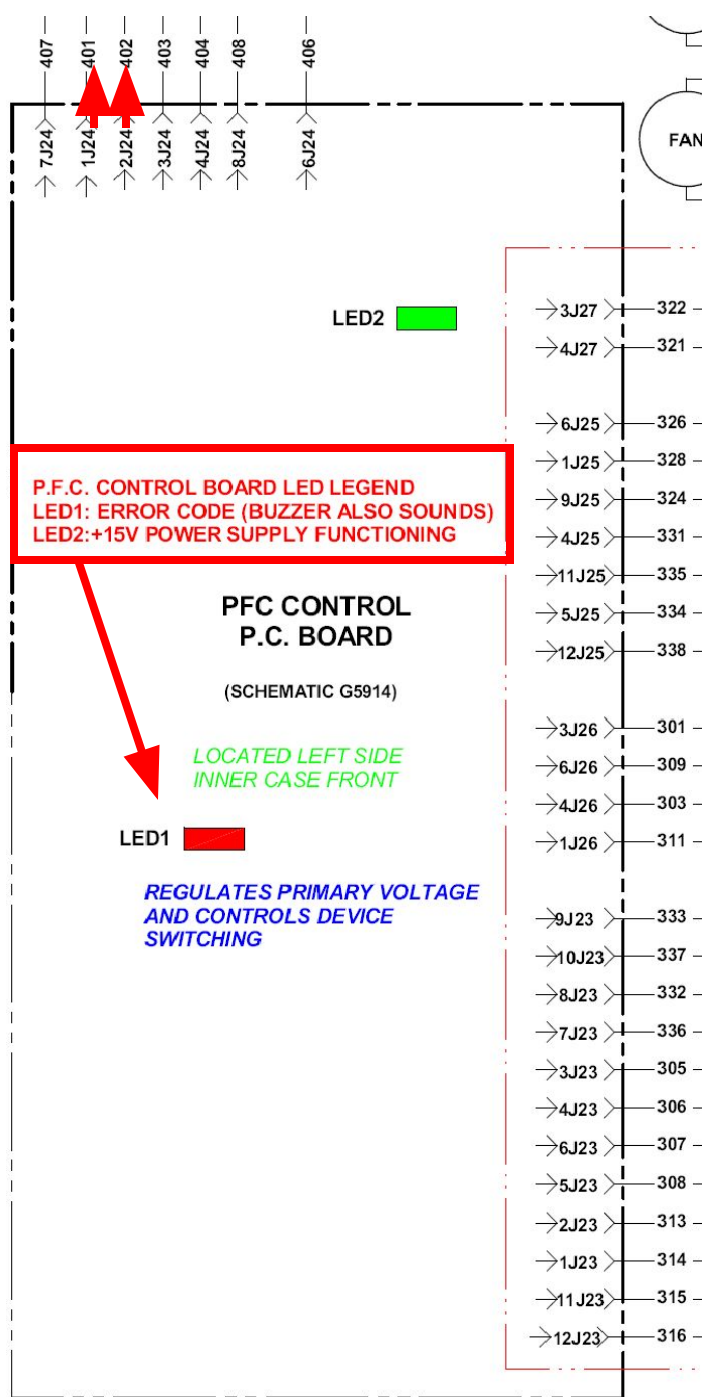 407 401 402 403 404 408 406
7J24 1J24 2J24 3J24 4J24 8J24 6J24
FAN
LED2
3J27 322
4J27 321
6J25 326
1J25 328
9J25 324
4J25 331
11J25 335
5J25 334
12J25 338
P.F.C. CONTROL BOARD LED LEGEND
LED1: ERROR CODE (BUZZER ALSO SOUNDS)
LED2:+15V POWER SUPPLY FUNCTIONING
PFC CONTROL
P.C. BOARD
(SCHEMATIC G5914)
LOCATED LEFT SIDE
INNER CASE FRONT
LED1
REGULATES PRIMARY VOLTAGE
AND CONTROLS DEVICE
SWITCHING
3J26 301
6J26 309
4J26 303
1J26 311
9J23 333
10J23 337
8J23 332
7J23 336
3J23 305
4J23 306
6J23 307
5J23 308
2J23 313
1J23 314
11J23 315
12J23 316